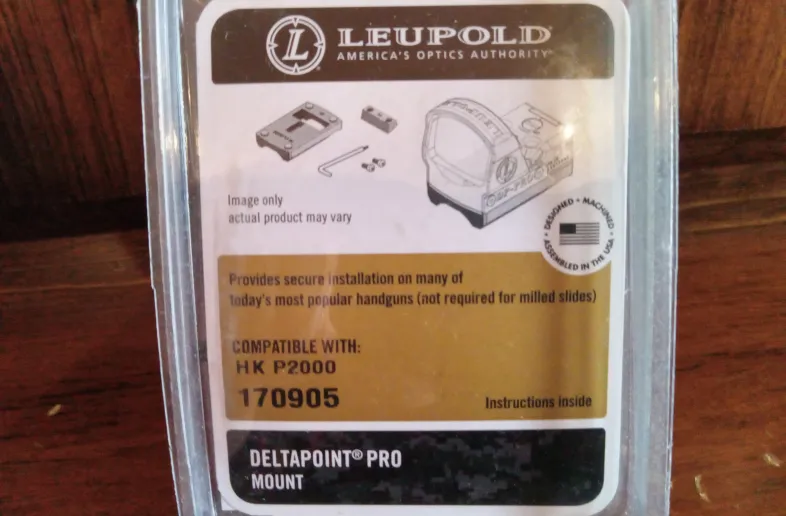 L
LEUPOLD®
AMERICA'S OPTICS AUTHORITY®
Image only
actual product may vary
DESIGNED • MACHINED
ASSEMBLED IN THE USA
Provides secure installation on many of
today's most popular handguns (not required for milled slides)
COMPATIBLE WITH:
HK P2000
170905
Instructions inside
DELTAPOINT® PRO
MOUNT